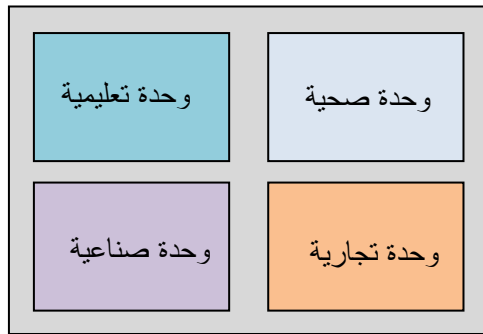 وحدة صحية
وحدة تعليمية
وحدة تجارية
وحدة صناعية